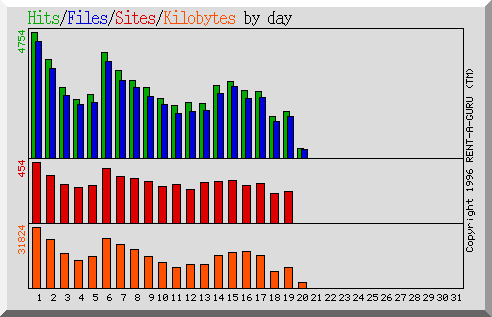 Hits/Files/Sites/Kilobytes by day
4754
454
31824
Copyright 1996 RENT-A-GURU (TM)
1 2 3 4 5 6 7 8 9 10 11 12 13 14 15 16 17 18 19 20 21 22 23 24 25 26 27 28 29 30 31